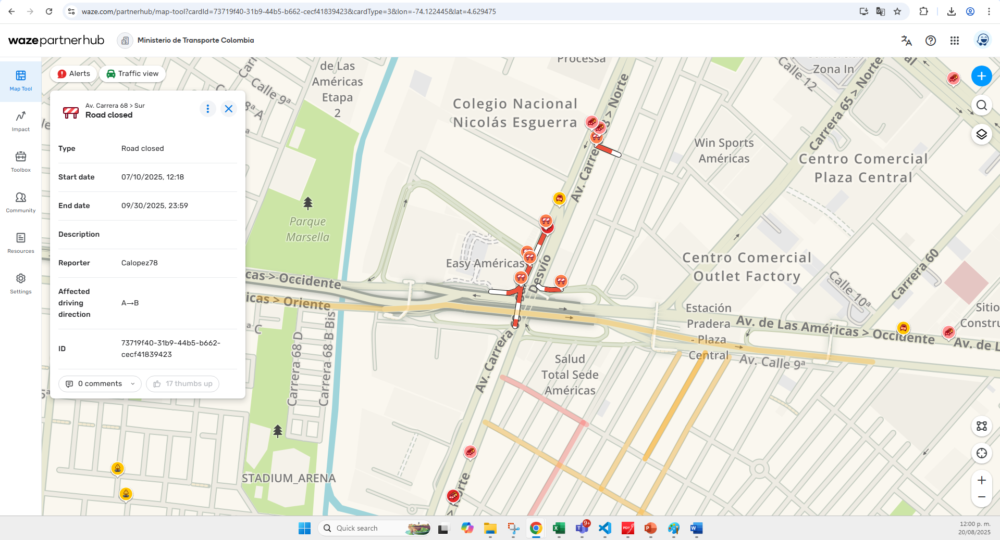 waze.com/partnerhub/map-tool?cardId=73719f40-31b9-44b5-b662-cecf41839423&cardType=3&lon=-74.122445&lat=4.629475
waze partnerhub
Ministerio de Transporte Colombia
Map Tool
Impact
Toolbox
Community
Resources
Settings
Alerts
Traffic view
Av. Carrera 68 > Sur
Road closed
Type
Road closed
Start date
07/10/2025, 12:18
End date
09/30/2025, 23:59
Description
Reporter
Calopez78
Affected
driving
direction
A→B
ID
73719f40-31b9-44b5-b662-
cecf41839423
0 comments
17 thumbs up
de Las
Américas
Etapa
2
Calle 9ª
8ª A
Processa
Colegio Nacional
Nicolás Esguerra
> Norte
Av. Carre
Calle 12
Zona In
Carrera 65 > Norte
al
Win Sports
Américas
Centro Comercial
Plaza Central
Parque
Marsella
Easy Américas
Desvío
Centro Comercial
Outlet Factory
Carrera 60
Calle 10ª
Sitio
Constru
cas > Occidente
icas > Oriente
Estación
Pradera
- Plaza
Central
Av. de Las Américas > Occidente
Av. de L
Av. Calle 9ª
ª C
Carrera 68 D
Carrera 68 B Bis
Av. Carrera
Salud
Total Sede
Américas
STADIUM_ARENA
> Norte
Quick search
9+
PDF
12:00 p. m.
20/08/2025